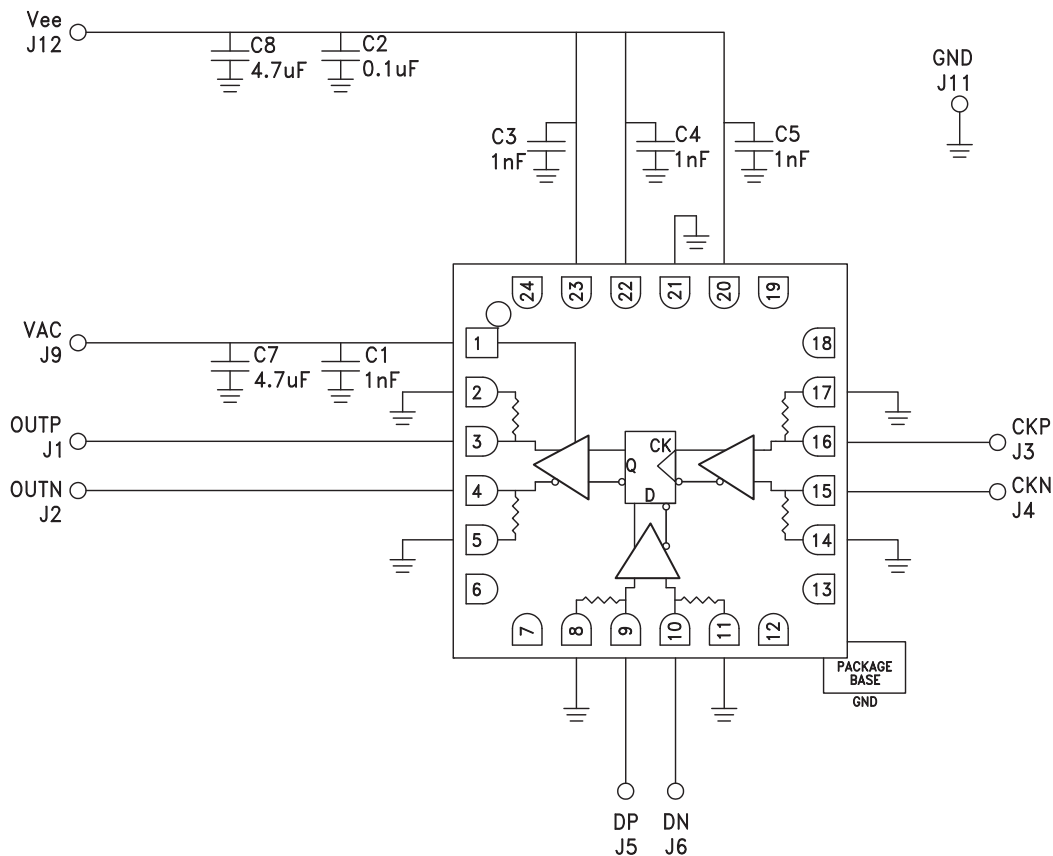 Vee
J12
C8
4.7uF
C2
0.1uF
GND
J11
C3
1nF
C4
1nF
C5
1nF
24
23
22
21
20
19
VAC
J9
C7
4.7uF
C1
1nF
1
18
2
17
OUTP
J1
3
CK
16
CKP
J3
Q
OUTN
J2
4
D
15
CKN
J4
5
14
6
13
7
8
9
10
11
12
PACKAGE
BASE
GND
DP
J5
DN
J6